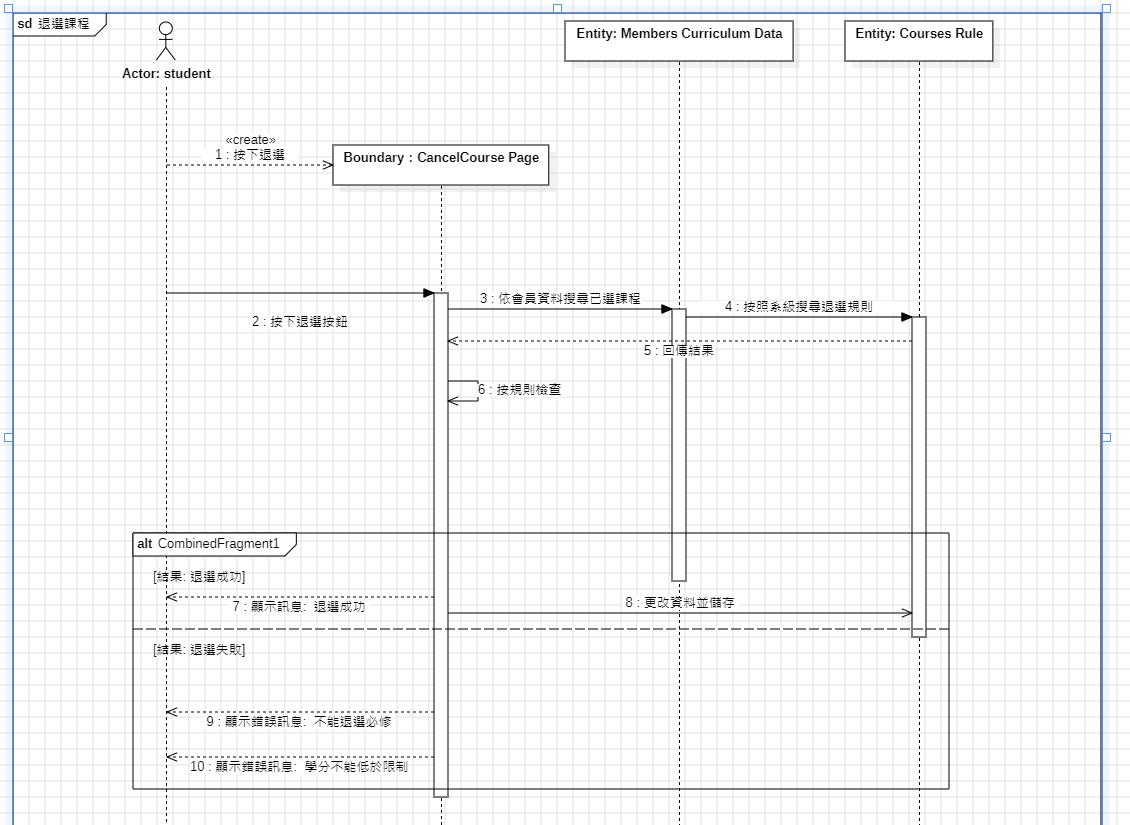 sd 退選課程
Entity: Members Curriculum Data
Entity: Courses Rule
Actor: student
«create»
1 : 按下退選
Boundary : CancelCourse Page
3 : 依會員資料搜尋已選課程
4 : 按照系級搜尋退選規則
2 : 按下退選按鈕
5 : 回傳結果
6 : 按規則檢查
alt CombinedFragment1
[結果: 退選成功]
7 : 顯示訊息: 退選成功
8 : 更改資料並儲存
[結果: 退選失敗]
9 : 顯示錯誤訊息: 不能退選必修
10 : 顯示錯誤訊息: 學分不能低於限制